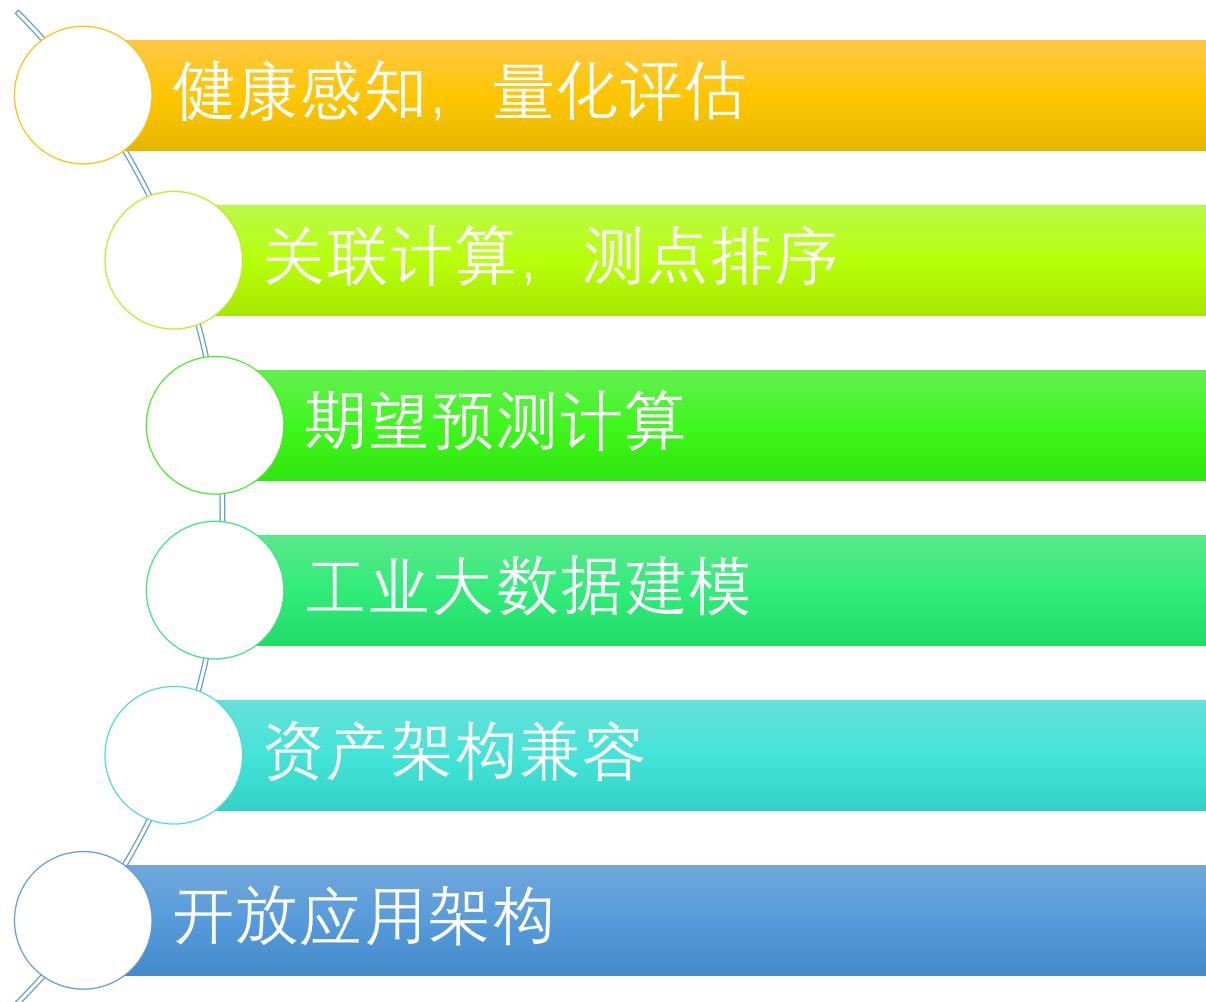 健康感知，量化评估
关联计算，测点排序
期望预测计算
工业大数据建模
资产架构兼容
开放应用架构